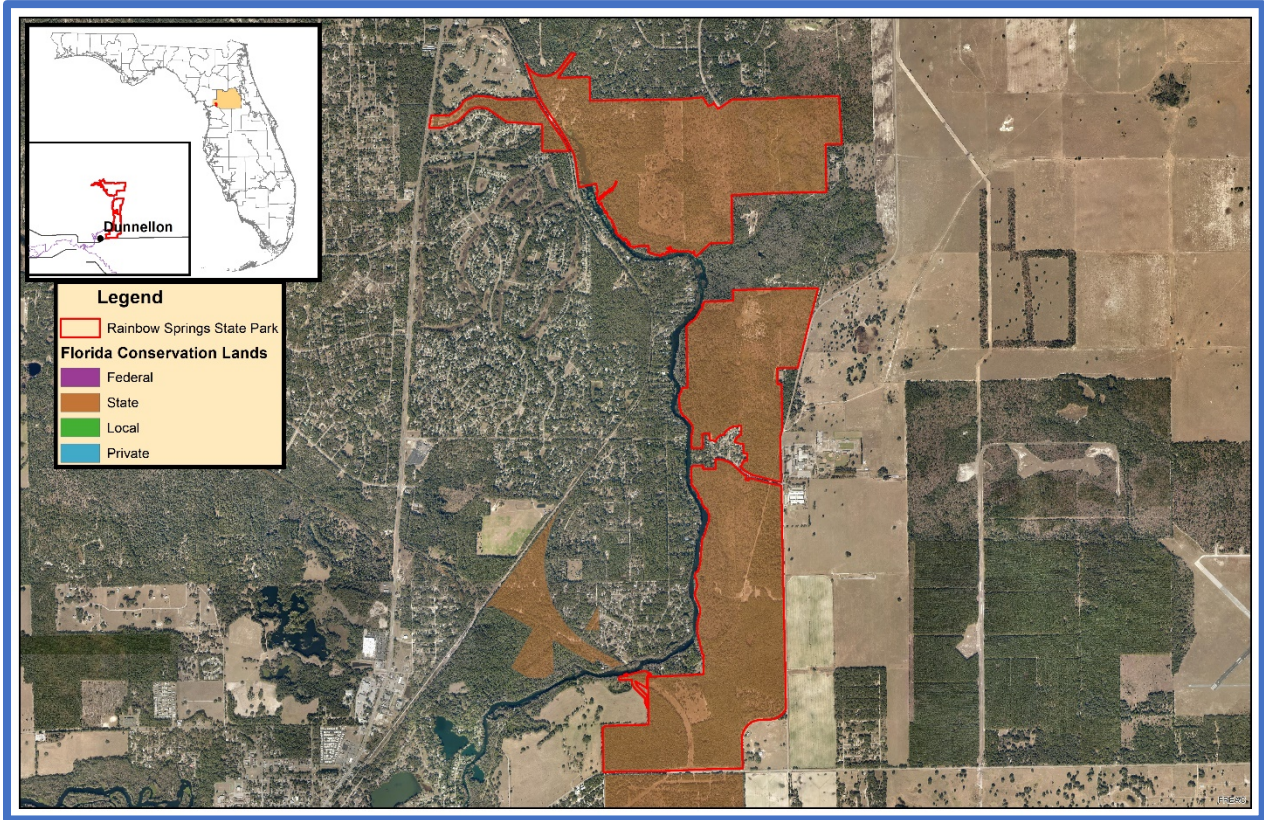 Dunnellon
Legend
Rainbow Springs State Park
Florida Conservation Lands
Federal
State
Local
Private